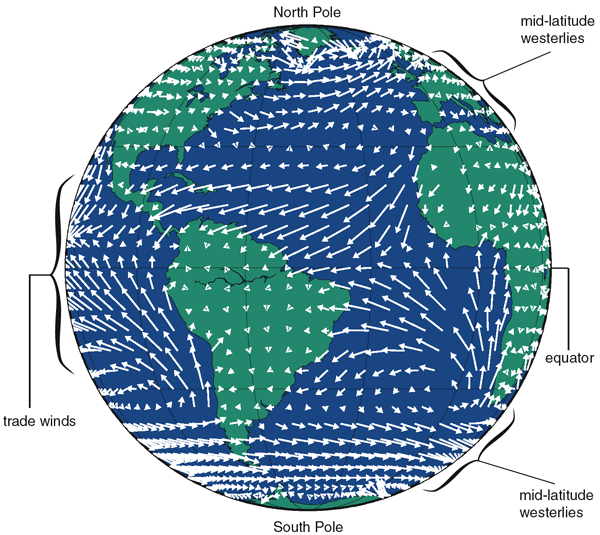 North Pole
mid-latitude
westerlies
trade winds
equator
mid-latitude
westerlies
South Pole